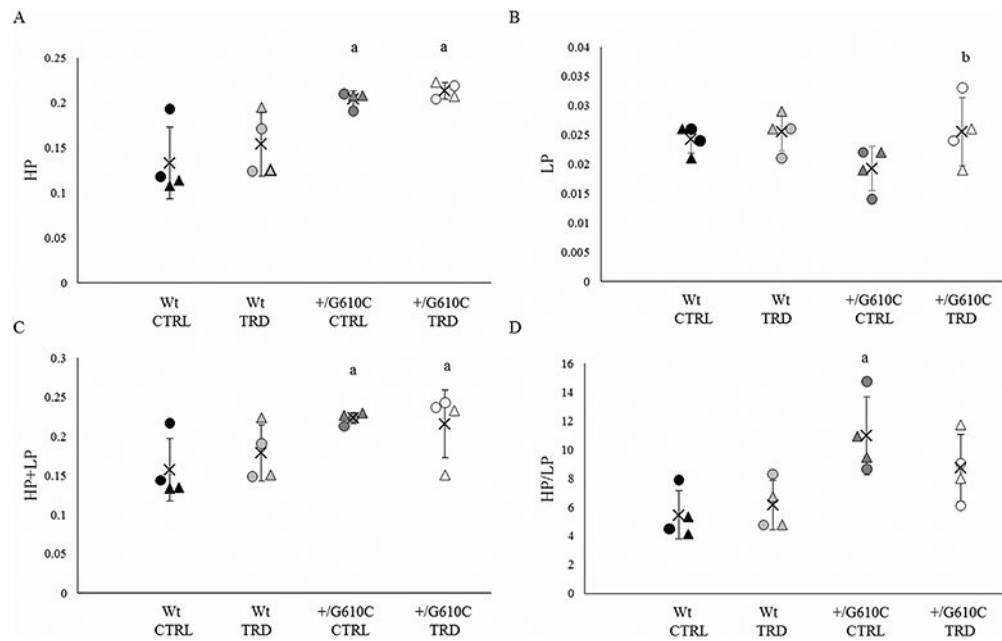 A
HP
0.25
0.2
0.15
0.1
0.05
0
a
a
Wt
CTRL
Wt
TRD
+/G610C
CTRL
+/G610C
TRD
B
LP
0.04
0.035
0.03
0.025
0.02
0.015
0.01
0.005
0
b
Wt
CTRL
Wt
TRD
+/G610C
CTRL
+/G610C
TRD
C
HP+LP
0.3
0.25
0.2
0.15
0.1
0.05
0
a
a
Wt
CTRL
Wt
TRD
+/G610C
CTRL
+/G610C
TRD
D
HP/LP
16
14
12
10
8
6
4
2
0
a
Wt
CTRL
Wt
TRD
+/G610C
CTRL
+/G610C
TRD